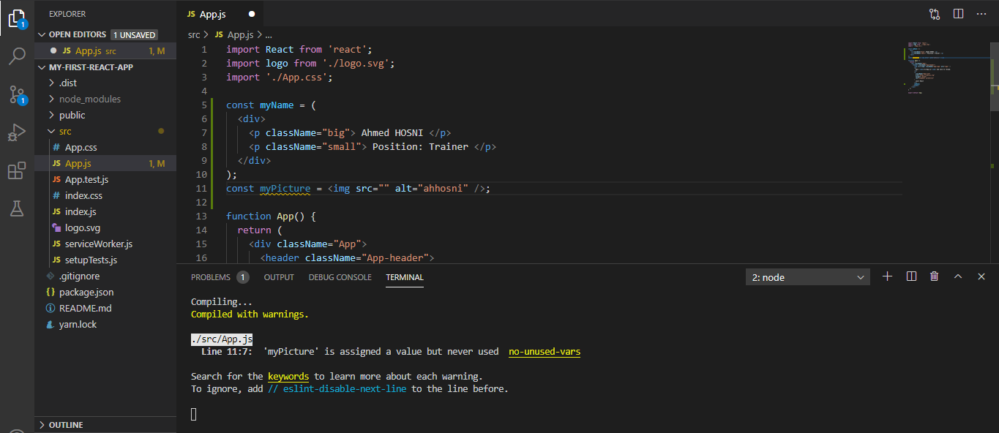 EXPLORER
OPEN EDITORS 1 UNSAVED
JS App.js src 1, M
MY-FIRST-REACT-APP
.dist
node_modules
public
src
# App.css
JS App.js 1, M
JS App.test.js
# index.css
JS index.js
logo.svg
JS serviceWorker.js
JS setupTests.js
.gitignore
{} package.json
README.md
yarn.lock
OUTLINE
1
1
JS App.js
src > JS App.js > ...
1 import React from 'react';
2 import logo from './logo.svg';
3 import './App.css';
4
5 const myName = (
6 <div>
7 <p className="big"> Ahmed HOSNI </p>
8 <p className="small"> Position: Trainer </p>
9 </div>
10 );
11 const myPicture = <img src="" alt="ahhosni" />;
12
13 function App() {
14 return (
15 <div className="App">
16 <header className="App-header">
PROBLEMS 1 OUTPUT DEBUG CONSOLE TERMINAL 2: node
Compiling...
Compiled with warnings.
./src/App.js
Line 11:7: 'myPicture' is assigned a value but never used no-unused-vars
Search for the keywords to learn more about each warning.
To ignore, add // eslint-disable-next-line to the line before.